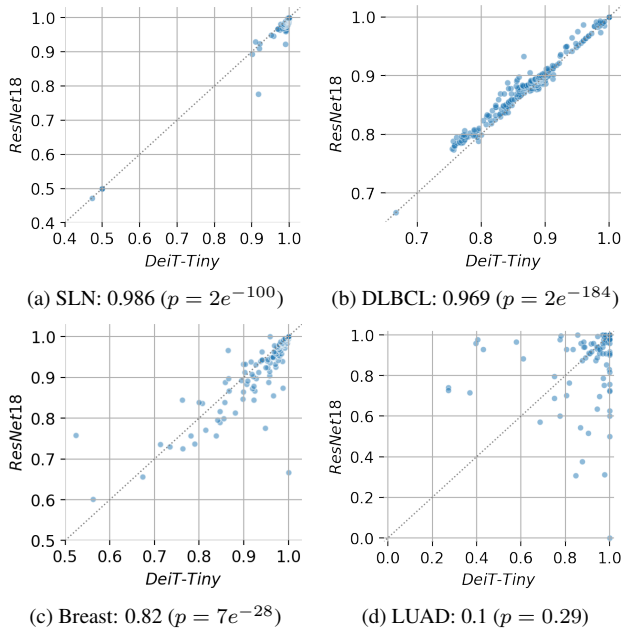 1.0
0.9
0.8
0.7
0.6
0.5
0.4
ResNet18
0.4 0.5 0.6 0.7 0.8 0.9 1.0
DeiT-Tiny
(a) SLN: 0.986 (p = 2e^{-100})
1.0
0.9
0.8
0.7
ResNet18
0.7 0.8 0.9 1.0
DeiT-Tiny
(b) DLBCL: 0.969 (p = 2e^{-184})
1.0
0.9
0.8
0.7
0.6
0.5
ResNet18
0.5 0.6 0.7 0.8 0.9 1.0
DeiT-Tiny
(c) Breast: 0.82 (p = 7e^{-28})
1.0
0.8
0.6
0.4
0.2
0.0
ResNet18
0.0 0.2 0.4 0.6 0.8 1.0
DeiT-Tiny
(d) LUAD: 0.1 (p = 0.29)